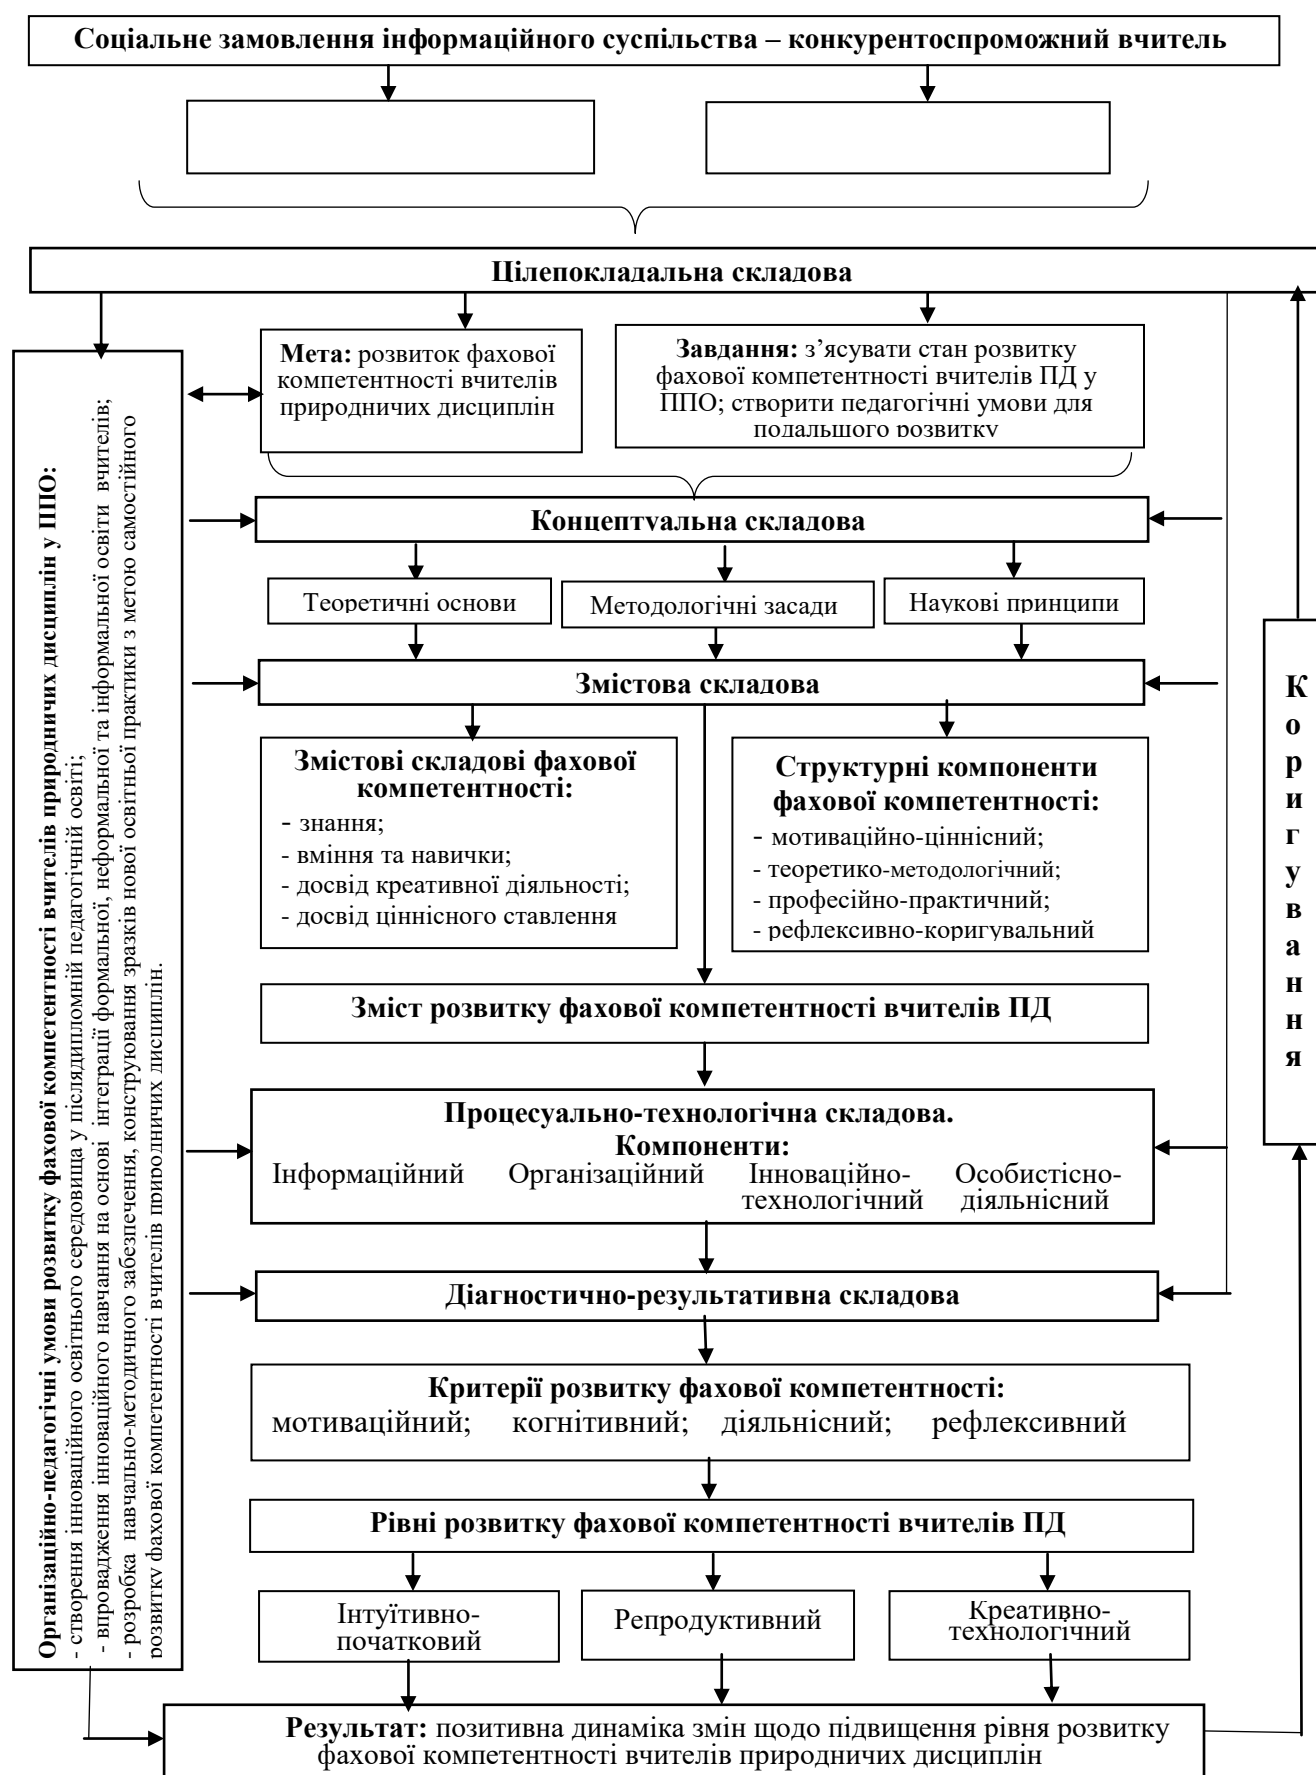 Соціальне замовлення інформаційного суспільства – конкурентоспроможний вчитель
Цілепокладальна складова
Мета: розвиток фахової
компетентності вчителів
природничих дисциплін
Завдання: з’ясувати стан розвитку
фахової компетентності вчителів ПД у
ППО; створити педагогічні умови для
подальшого розвитку
Організаційно-педагогічні умови розвитку фахової компетентності вчителів природничих дисциплін у ППО:
- створення інноваційного освітнього середовища у післядипломній педагогічній освіті;
- впровадження інноваційного навчання на основі інтеграції формальної, неформальної та інформальної освіти вчителів;
- розробка навчально-методичного забезпечення, конструювання зразків нової освітньої практики з метою самостійного
розвитку фахової компетентності вчителів природничих дисциплін.
Концептуальна складова
Теоретичні основи
Методологічні засади
Наукові принципи
Змістова складова
Змістові складові фахової
компетентності:
- знання;
- вміння та навички;
- досвід креативної діяльності;
- досвід ціннісного ставлення
Структурні компоненти
фахової компетентності:
- мотиваційно-ціннісний;
- теоретико-методологічний;
- професійно-практичний;
- рефлексивно-коригувальний
Коригування
Зміст розвитку фахової компетентності вчителів ПД
Процесуально-технологічна складова.
Компоненти:
Інформаційний Організаційний Інноваційно- Особистісно-
технологічний діяльнісний
Діагностично-результативна складова
Критерії розвитку фахової компетентності:
мотиваційний; когнітивний; діяльнісний; рефлексивний
Рівні розвитку фахової компетентності вчителів ПД
Інтуїтивно-
початковий
Репродуктивний
Креативно-
технологічний
Результат: позитивна динаміка змін щодо підвищення рівня розвитку
фахової компетентності вчителів природничих дисциплін